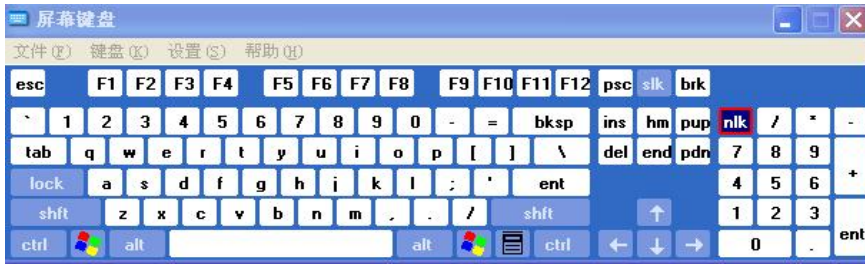 屏幕键盘
文件(F) 键盘(K) 设置(S) 帮助(H)
esc F1 F2 F3 F4 F5 F6 F7 F8 F9 F10 F11 F12 psc slk brk
` 1 2 3 4 5 6 7 8 9 0 - = bksp ins hm pup nlk / * -
tab q w e r t y u i o p [ ] \ del end pdn 7 8 9 +
lock a s d f g h j k l ; ' ent 4 5 6
shft z x c v b n m , . / shft ↑ 1 2 3 ent
ctrl alt alt ctrl ← ↓ → 0 .